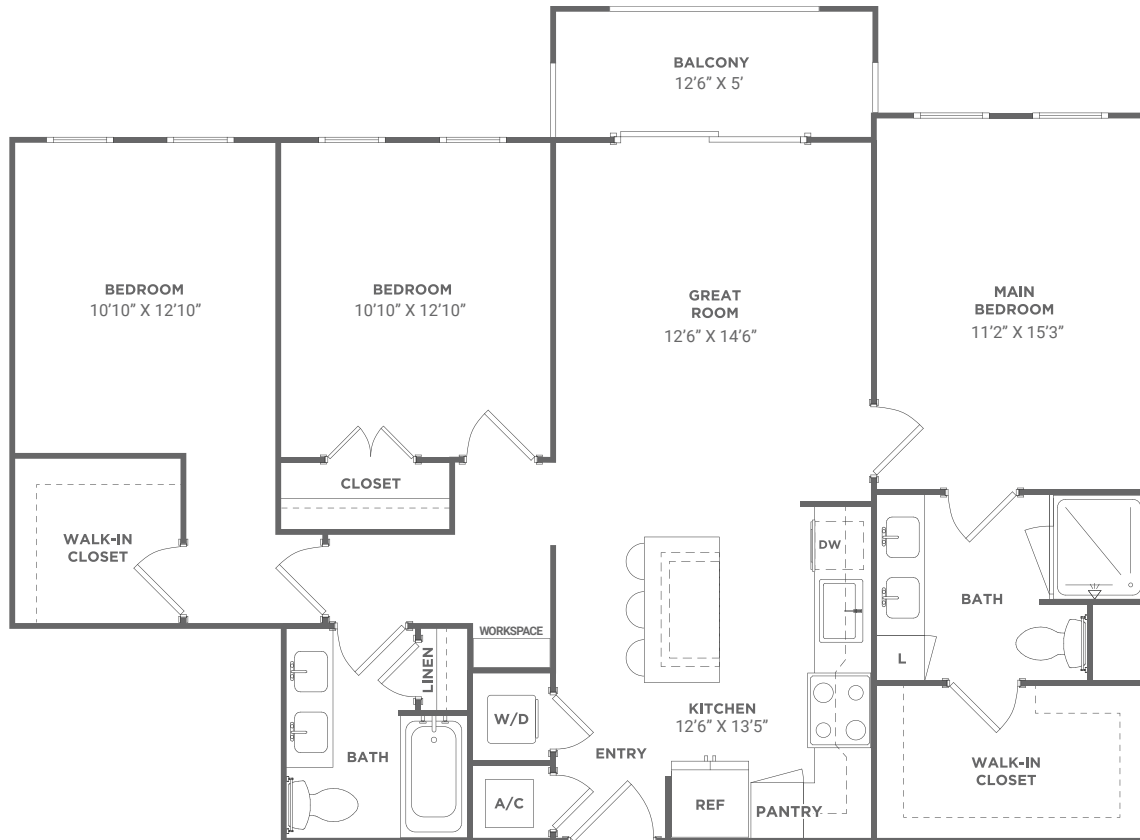 BALCONY
12'6” X 5'
BEDROOM
10'10” X 12'10”
BEDROOM
10'10” X 12'10”
GREAT
ROOM
12'6” X 14'6”
MAIN
BEDROOM
11'2” X 15'3”
CLOSET
WALK-IN
CLOSET
DW
BATH
WORKSPACE
LINEN
L
W/D
KITCHEN
12'6” X 13'5”
ENTRY
BATH
WALK-IN
CLOSET
A/C
REF
PANTRY